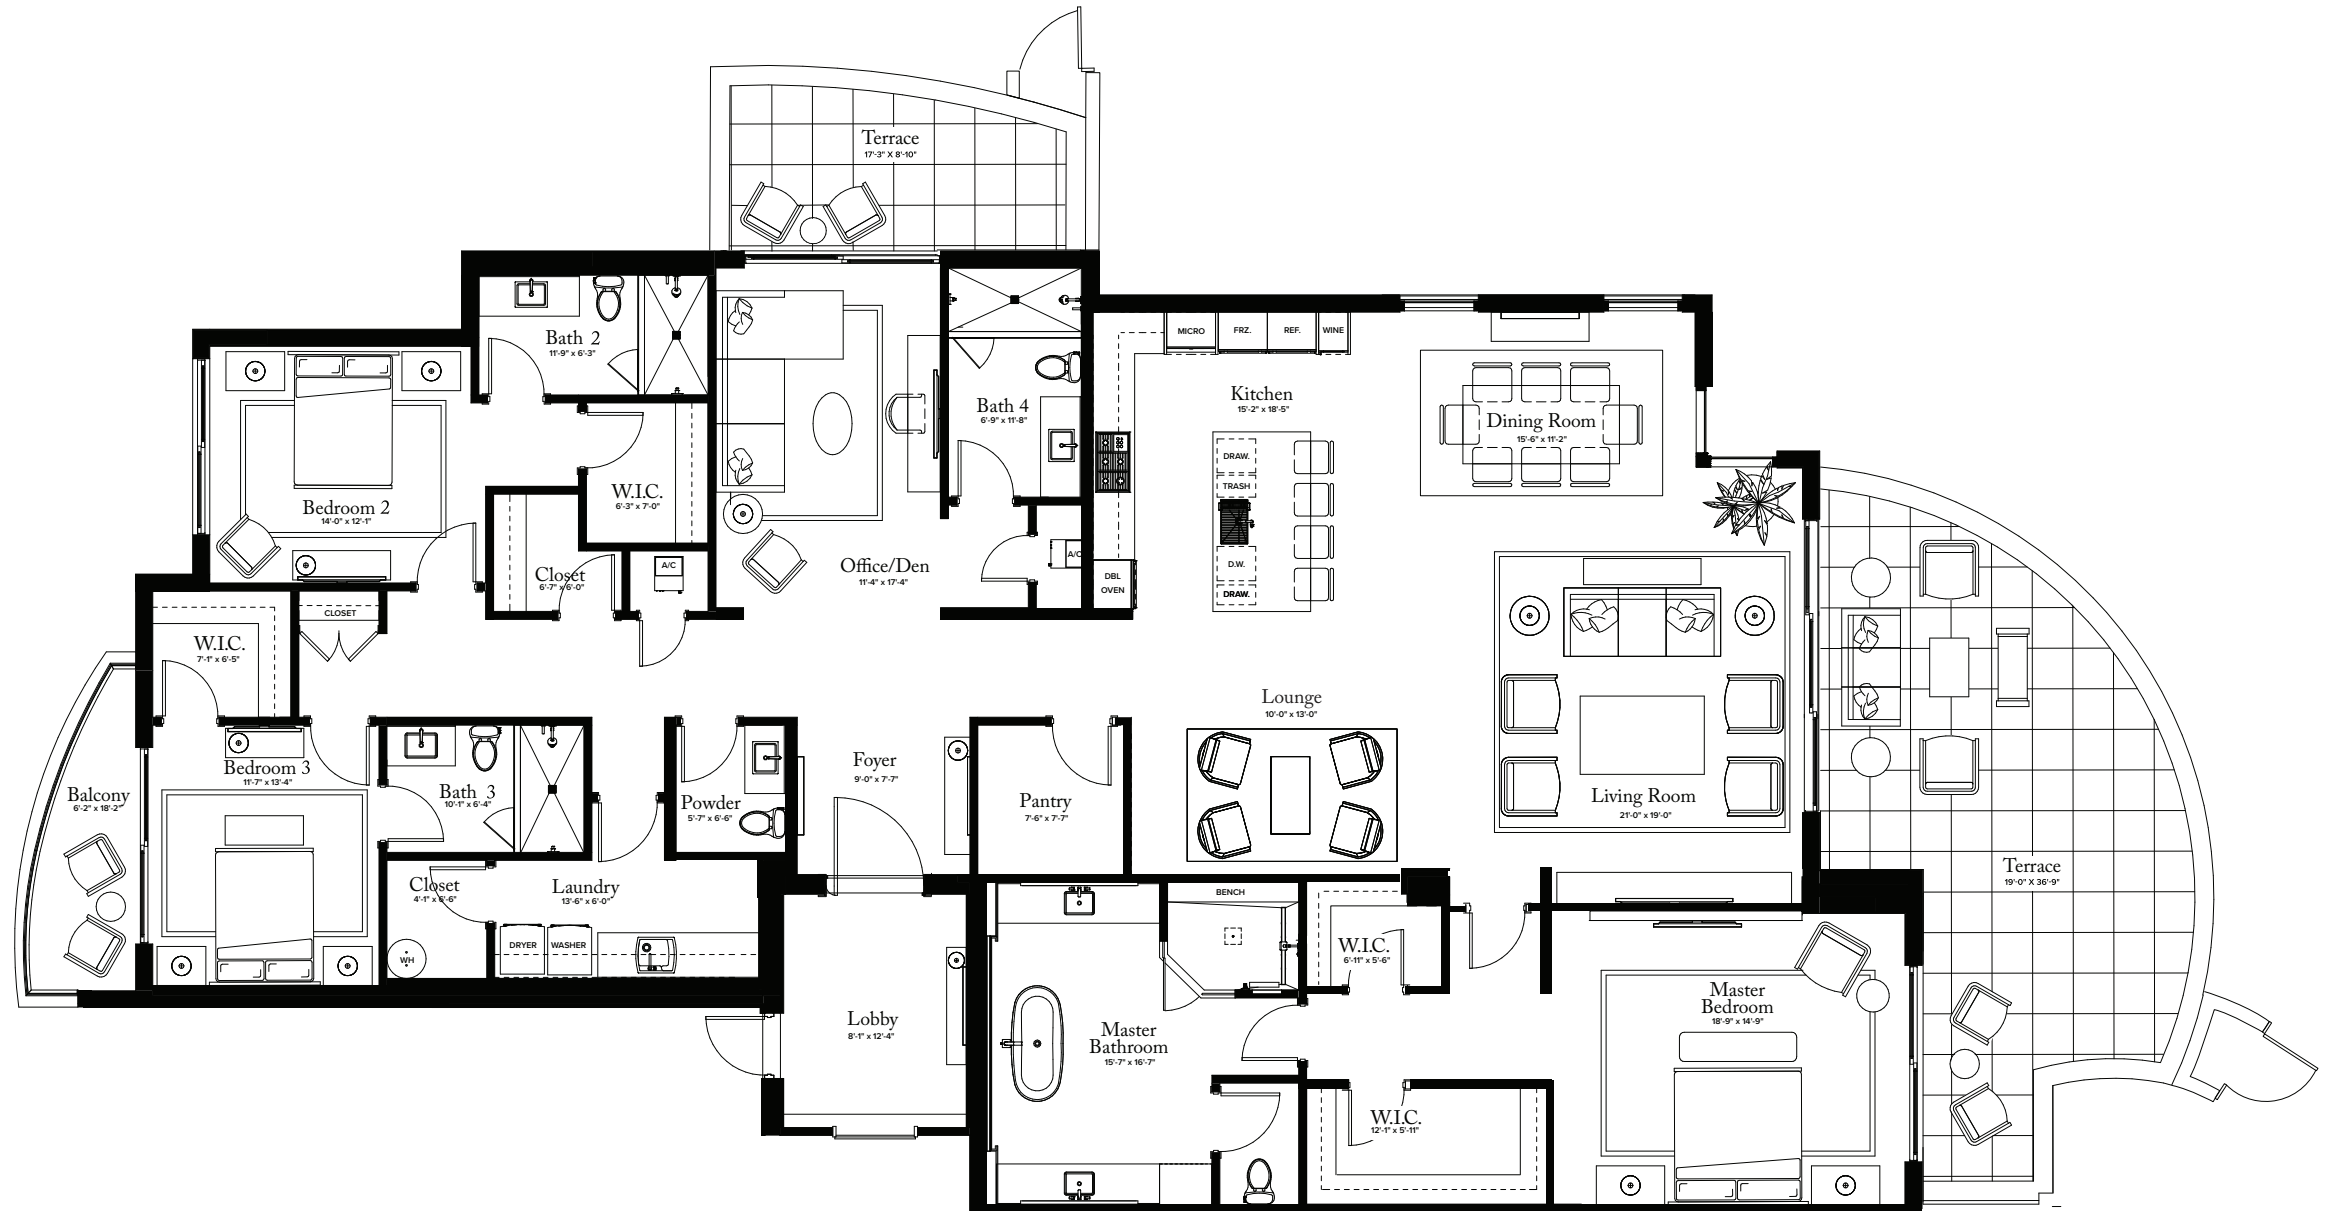 Terrace
17'-3" X 8'-10"
Bath 2
11'-9" x 6'-3"
MICRO
FRZ.
REF.
WINE
Kitchen
15'-2" x 18'-5"
Bath 4
6'-9" x 11'-8"
Dining Room
15'-6" x 11'-2"
DRAW.
TRASH
D.W.
DRAW.
W.I.C.
6'-3" x 7'-0"
Bedroom 2
14'-0" x 12'-1"
Office/Den
11'-4" x 17'-4"
A/C
DBL
OVEN
Closet
6'-7" x 6'-0"
A/C
CLOSET
W.I.C.
7'-1" x 6'-5"
Lounge
10'-0" x 13'-0"
Foyer
9'-0" x 7'-7"
Bedroom 3
11'-7" x 13'-4"
Balcony
6'-2" x 18'-2"
Bath 3
10'-1" x 6'-4"
Powder
5'-7" x 6'-6"
Pantry
7'-6" x 7'-7"
Living Room
21'-0" x 19'-0"
Terrace
19'-0" X 36'-9"
Closet
4'-1" x 6'-6"
Laundry
13'-6" x 6'-0"
BENCH
DRYER
WASHER
WH
W.I.C.
6'-11" x 5'-6"
Lobby
8'-1" x 12'-4"
Master
Bathroom
15'-7" x 16'-7"
Master
Bedroom
18'-9" x 14'-9"
W.I.C.
12'-1" x 5'-11"